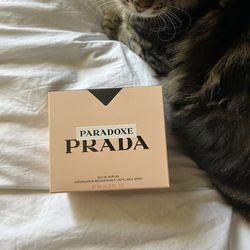 PARADOXE
PRADA
EAU DE PARFUM
VAPORISATEUR RECHARGEABLE / REFILLABLE SPRAY